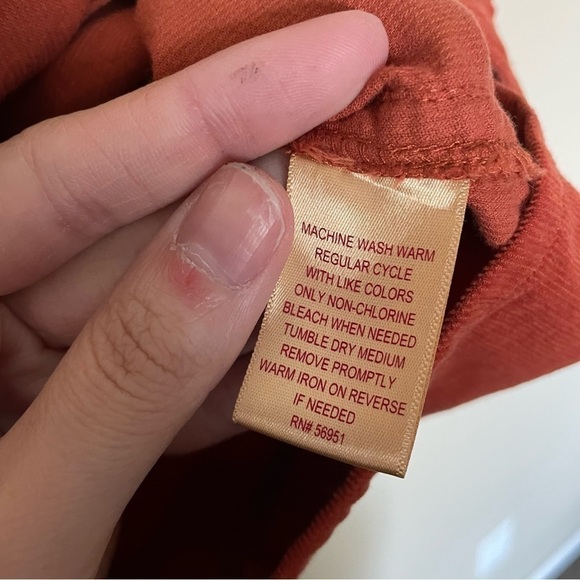 MACHINE WASH WARM
REGULAR CYCLE
WITH LIKE COLORS
ONLY NON-CHLORINE
BLEACH WHEN NEEDED
TUMBLE DRY MEDIUM
REMOVE PROMPTLY
WARM IRON ON REVERSE
IF NEEDED
RN# 56951